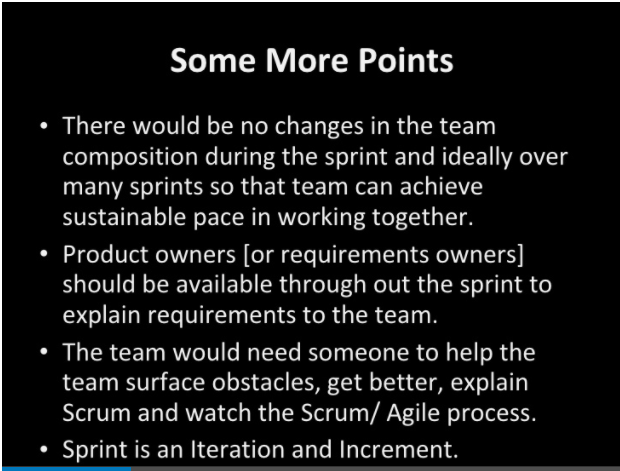 Some More Points
• There would be no changes in the team
composition during the sprint and ideally over
many sprints so that team can achieve
sustainable pace in working together.
• Product owners [or requirements owners]
should be available through out the sprint to
explain requirements to the team.
• The team would need someone to help the
team surface obstacles, get better, explain
Scrum and watch the Scrum/ Agile process.
• Sprint is an Iteration and Increment.